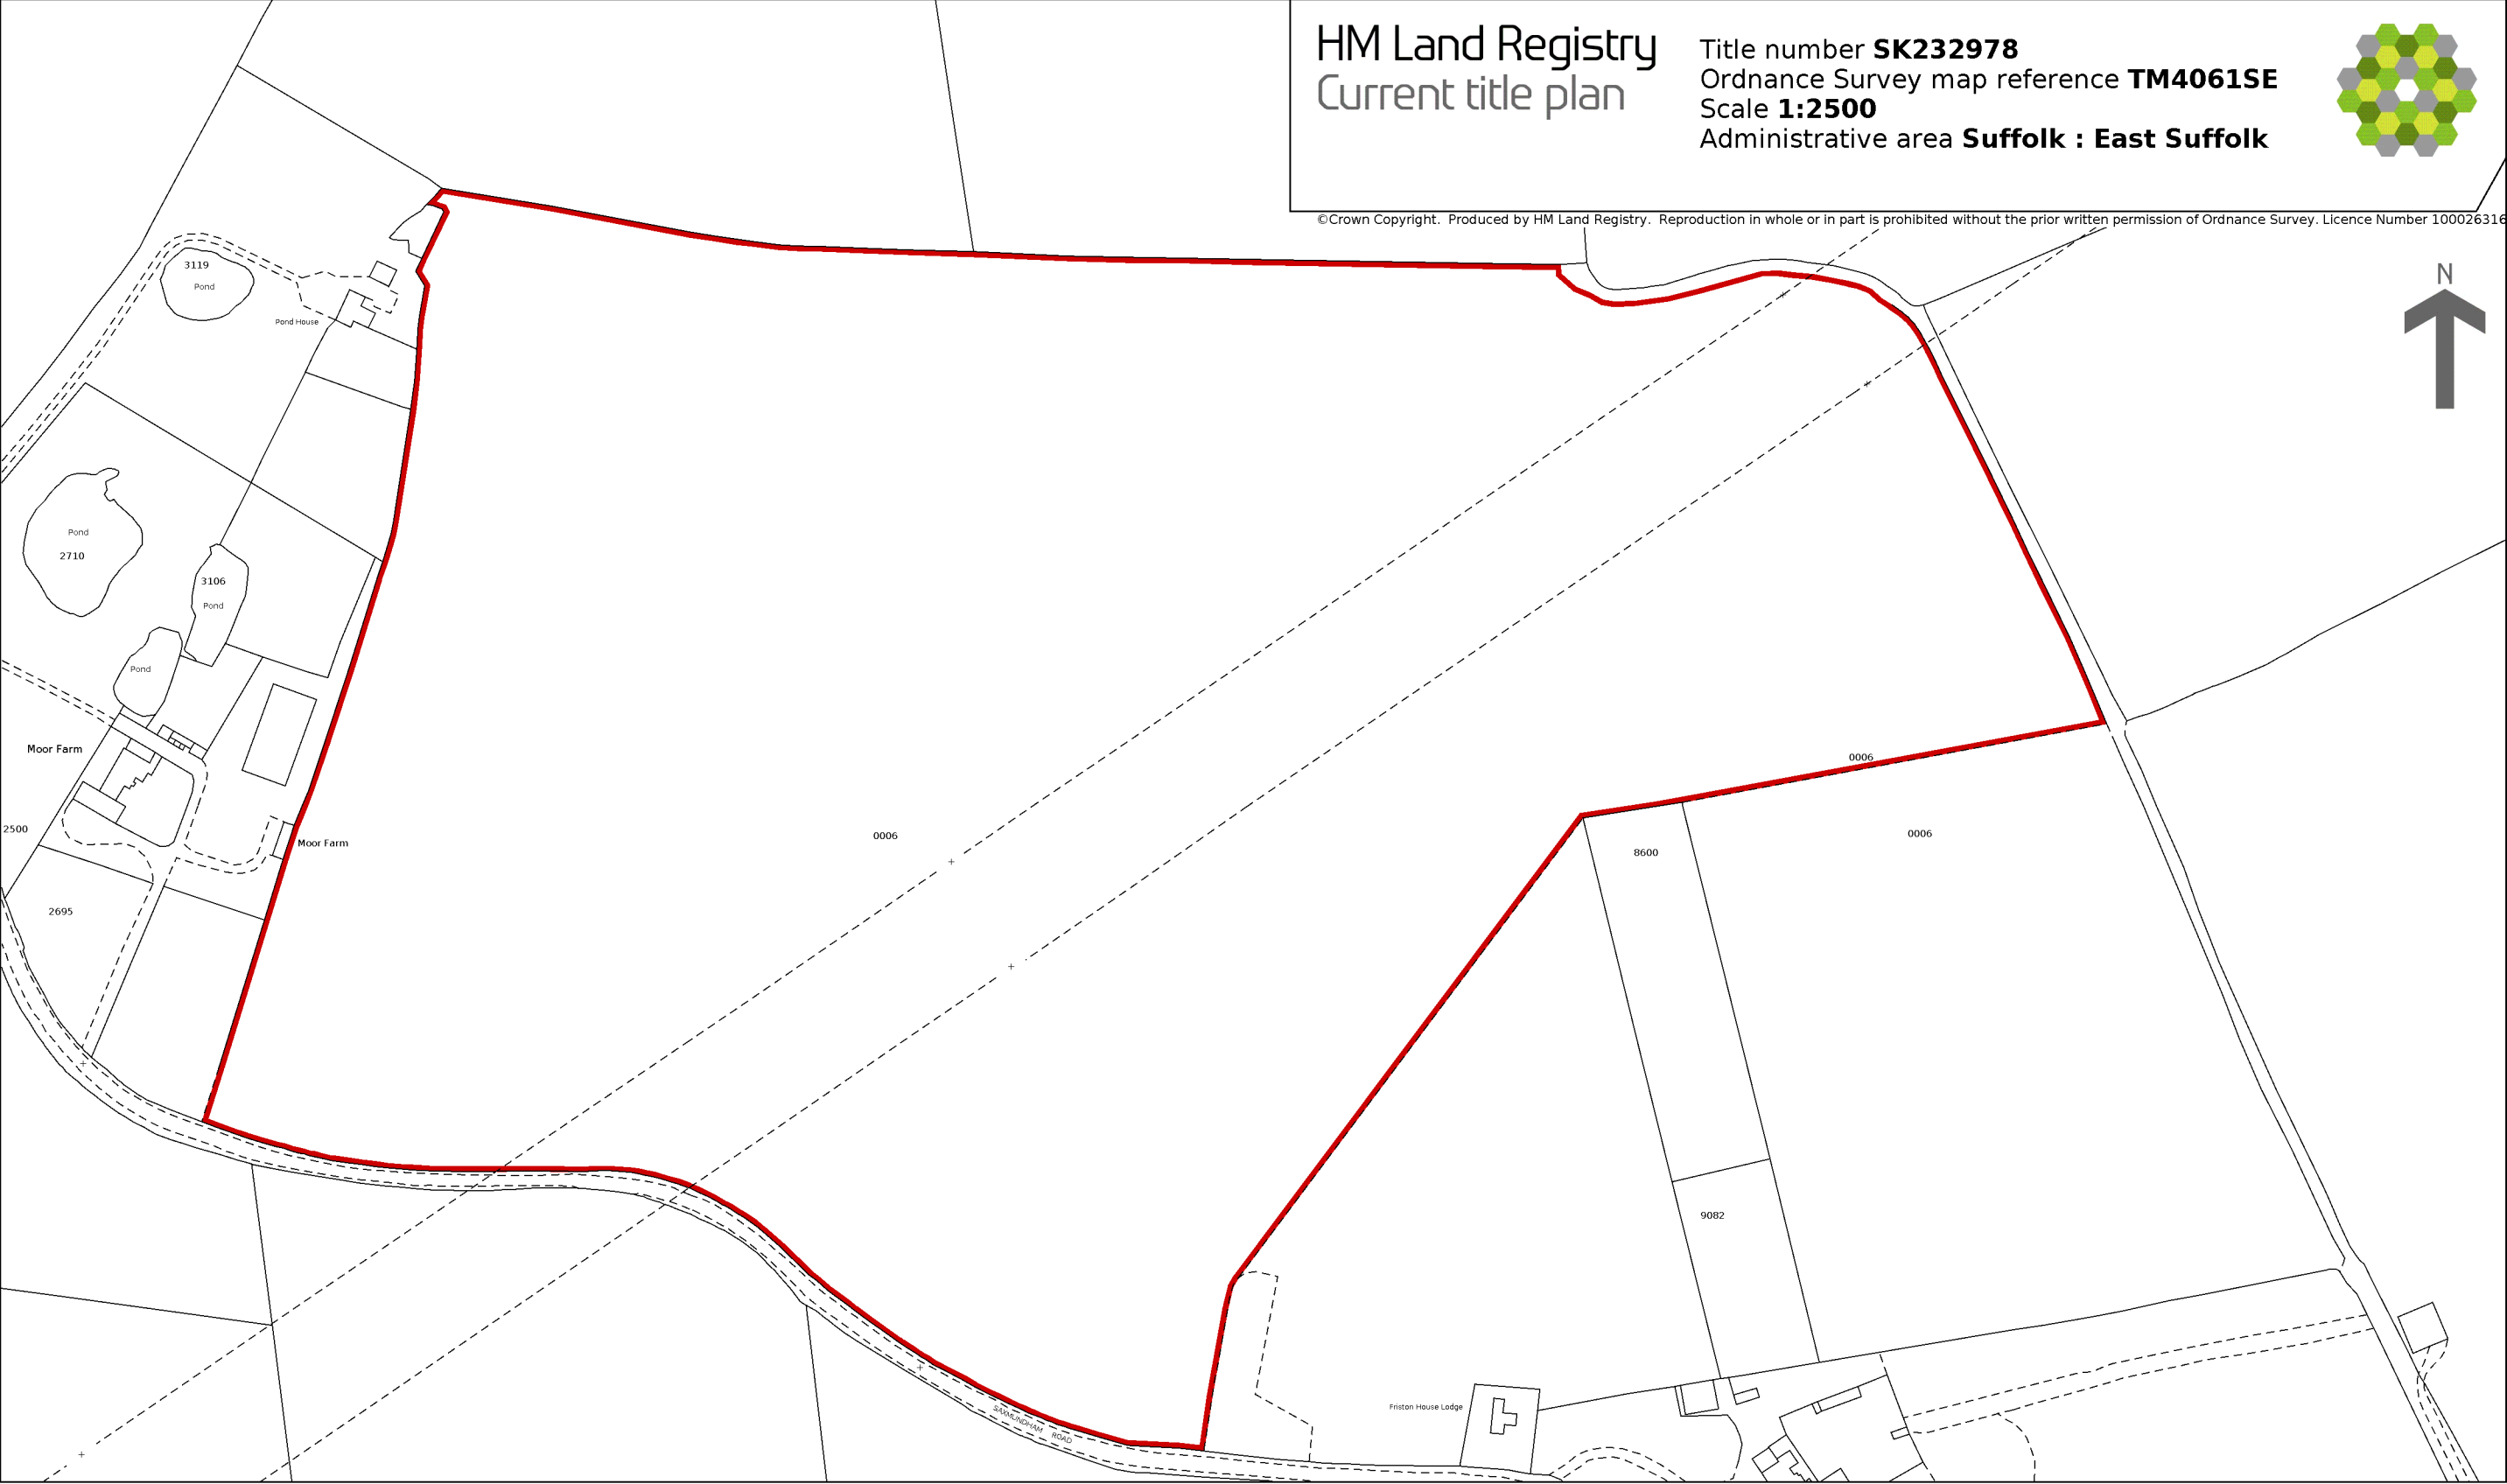 HM Land Registry
Current title plan
Title number SK232978
Ordnance Survey map reference TM4061SE
Scale 1:2500
Administrative area Suffolk : East Suffolk
©Crown Copyright. Produced by HM Land Registry. Reproduction in whole or in part is prohibited without the prior written permission of Ordnance Survey. Licence Number 100026316
N
3119
Pond
Pond House
Pond
2710
3106
Pond
Pond
Moor Farm
0006
2500
0006
0006
Moor Farm
8600
2695
9082
Friston House Lodge
SAXMUNDHAM ROAD